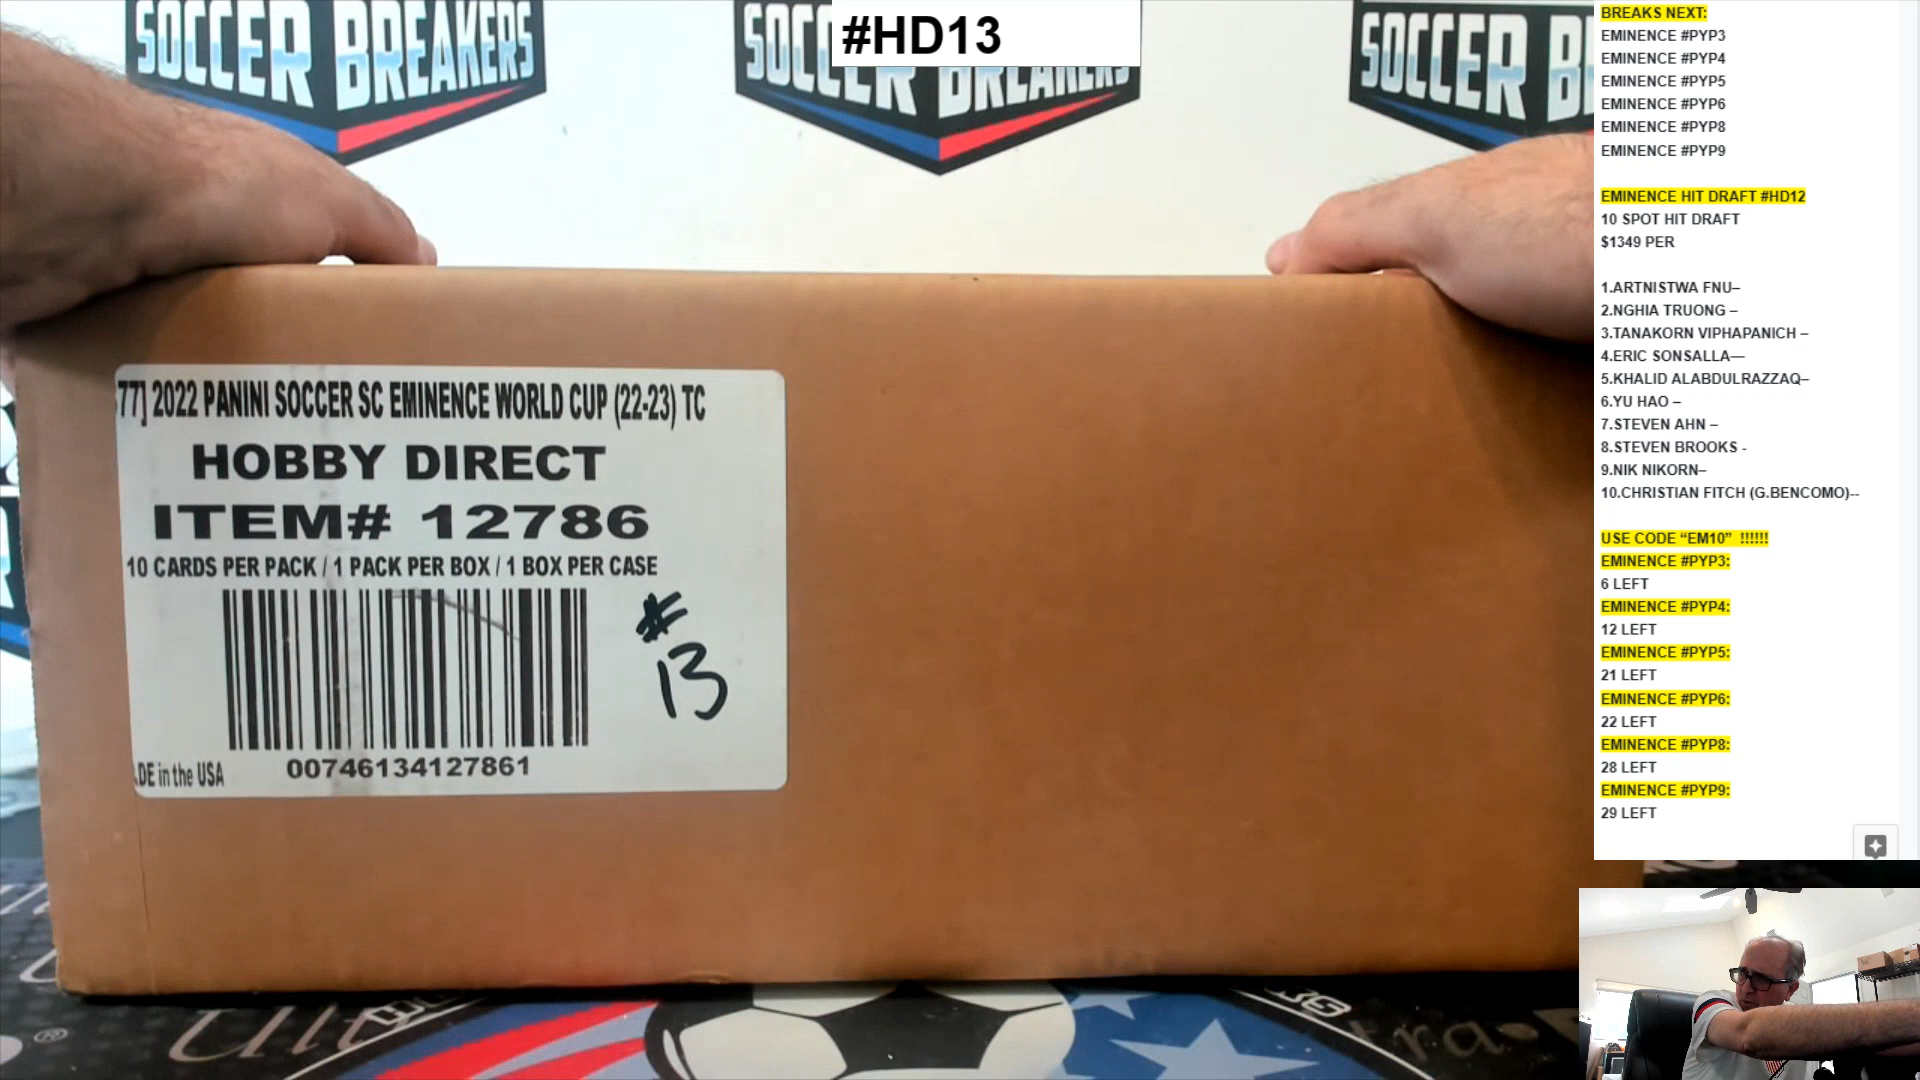 SOCCER BREAKERS
#HD13
77] 2022 PANINI SOCCER SC EMINENCE WORLD CUP (22-23) TC
HOBBY DIRECT
ITEM# 12786
10 CARDS PER PACK / 1 PACK PER BOX / 1 BOX PER CASE
#
13
DE in the USA
00746134127861
BREAKS NEXT:
EMINENCE #PYP3
EMINENCE #PYP4
EMINENCE #PYP5
EMINENCE #PYP6
EMINENCE #PYP8
EMINENCE #PYP9
EMINENCE HIT DRAFT #HD12
10 SPOT HIT DRAFT
$1349 PER
1.ARTNISTWA FNU–
2.NGHIA TRUONG –
3.TANAKORN VIPHAPANICH –
4.ERIC SONSALLA—
5.KHALID ALABDULRAZZAQ–
6.YU HAO –
7.STEVEN AHN –
8.STEVEN BROOKS -
9.NIK NIKORN–
10.CHRISTIAN FITCH (G.BENCOMO)--
USE CODE “EM10” !!!!!!
EMINENCE #PYP3:
6 LEFT
EMINENCE #PYP4:
12 LEFT
EMINENCE #PYP5:
21 LEFT
EMINENCE #PYP6:
22 LEFT
EMINENCE #PYP8:
28 LEFT
EMINENCE #PYP9:
29 LEFT